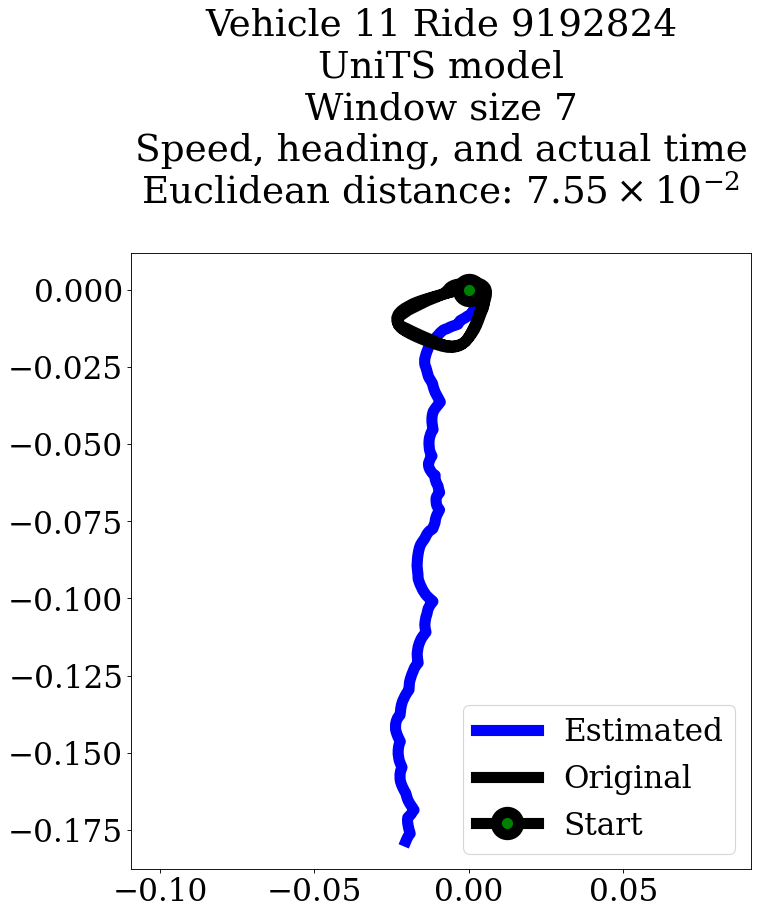 Vehicle 11 Ride 9192824
UniTS model
Window size 7
Speed, heading, and actual time
Euclidean distance: 7.55 × 10⁻²
0.000
−0.025
−0.050
−0.075
−0.100
−0.125
−0.150
−0.175
Estimated
Original
Start
−0.10 −0.05 0.00 0.05